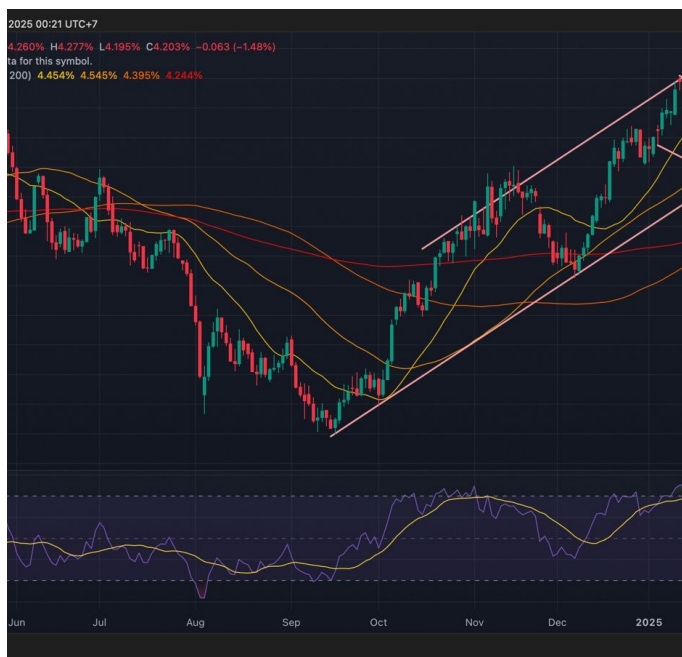 2025 00:21 UTC+7
4.260% H4.277% L4.195% C4.203% −0.063 (−1.48%)
ta for this symbol.
200) 4.454% 4.545% 4.395% 4.244%
Jun Jul Aug Sep Oct Nov Dec 2025